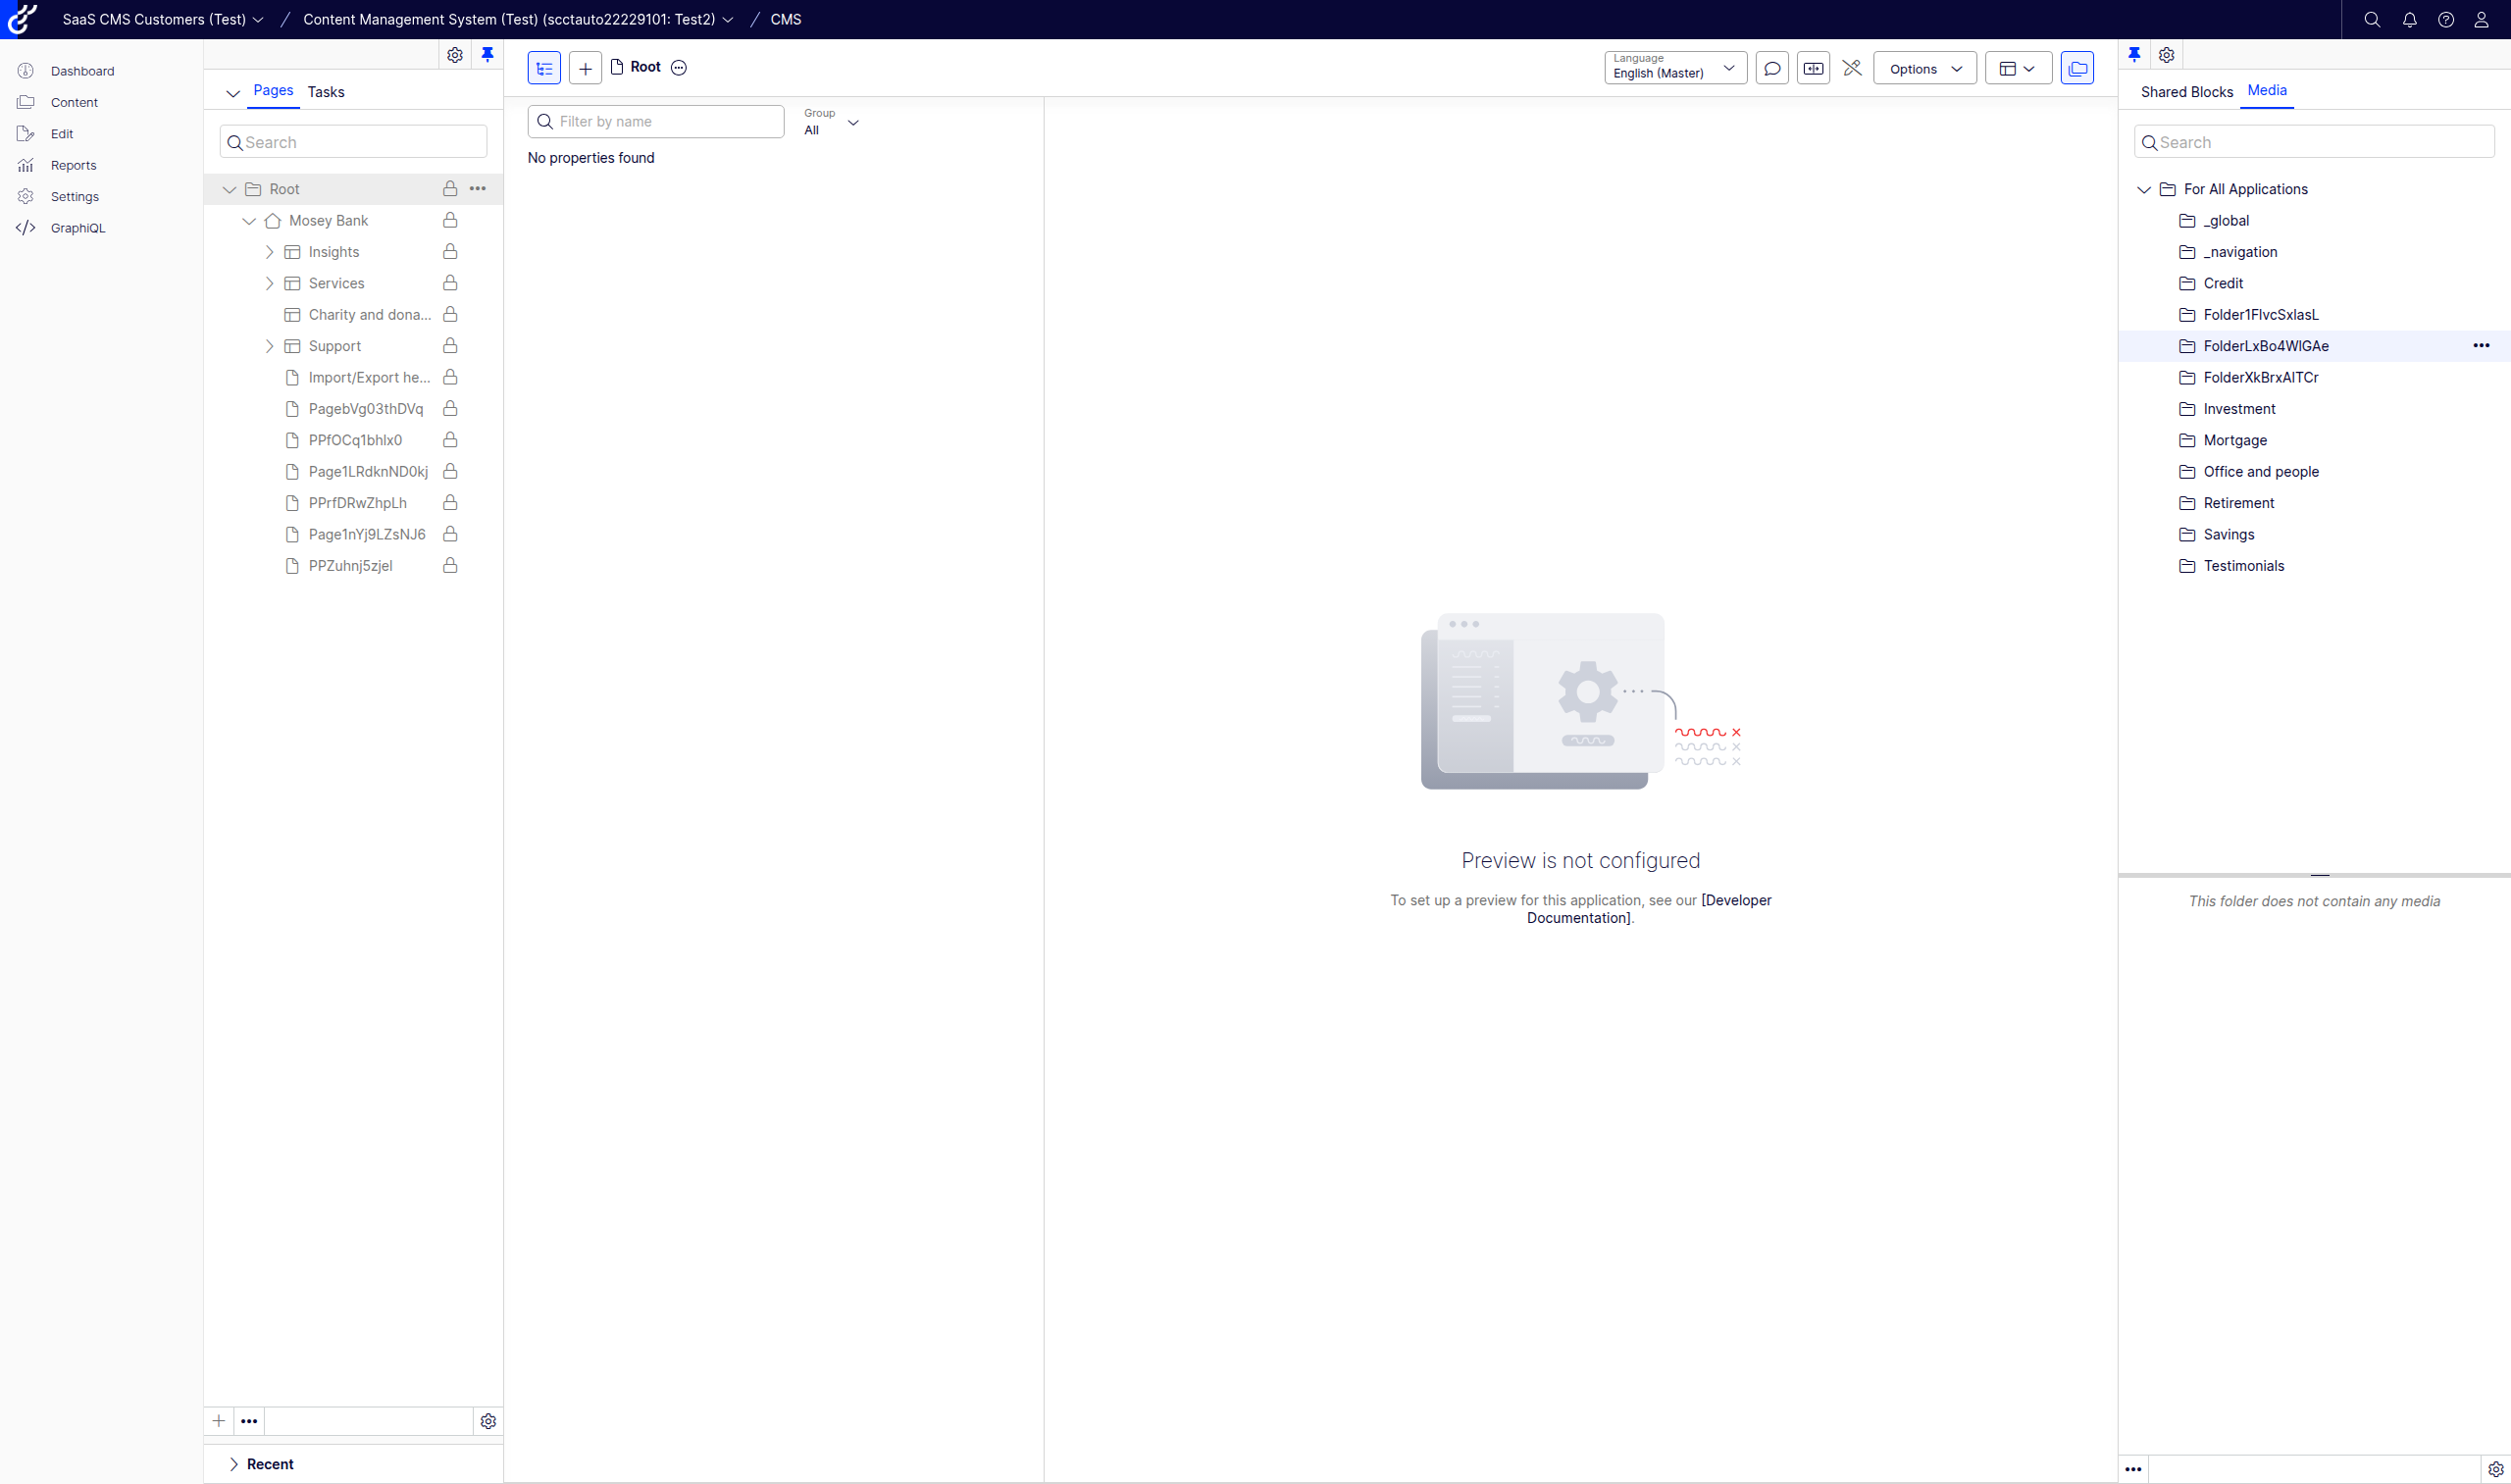 SaaS CMS Customers (Test) / Content Management System (Test) (scctauto22229101: Test2) / CMS
Dashboard
Content
Edit
Reports
Settings
GraphiQL
Pages Tasks
Search
Root
Mosey Bank
Insights
Services
Charity and dona...
Support
Import/Export he...
PagebVg03thDVq
PPfOCq1bhlx0
Page1LRdknND0kj
PPrfDRwZhpLh
Page1nYj9LZsNJ6
PPZuhnj5zjel
Recent
Root
Language
English (Master)
Options
Filter by name
Group
All
No properties found
Preview is not configured
To set up a preview for this application, see our [Developer
Documentation].
Shared Blocks Media
Search
For All Applications
_global
_navigation
Credit
Folder1FlvcSxlasL
FolderLxBo4WlGAe
FolderXkBrxAITCr
Investment
Mortgage
Office and people
Retirement
Savings
Testimonials
This folder does not contain any media